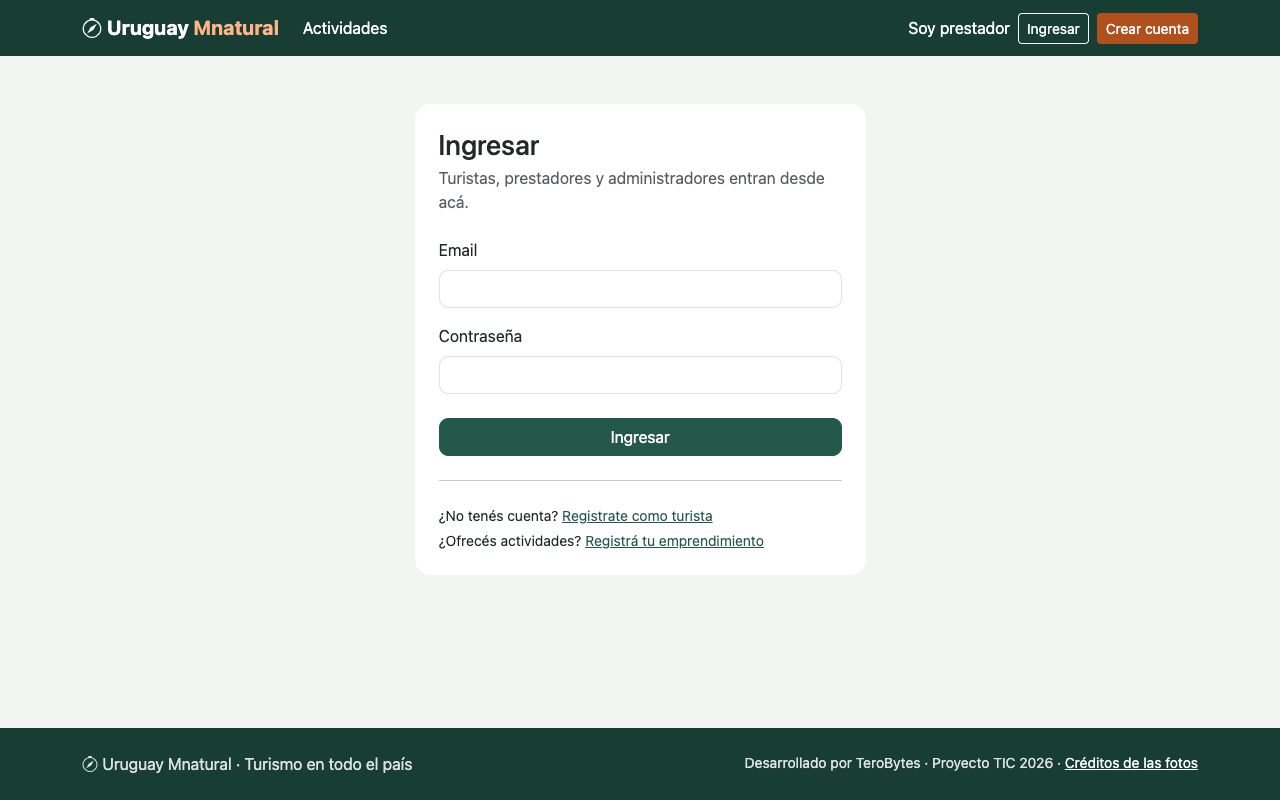 Uruguay Mnatural
Actividades
Soy prestador
Ingresar
Crear cuenta
Ingresar
Turistas, prestadores y administradores entran desde
acá.
Email
Contraseña
Ingresar
¿No tenés cuenta? Registrate como turista
¿Ofrecés actividades? Registrá tu emprendimiento
Uruguay Mnatural · Turismo en todo el país
Desarrollado por TeroBytes · Proyecto TIC 2026 · Créditos de las fotos